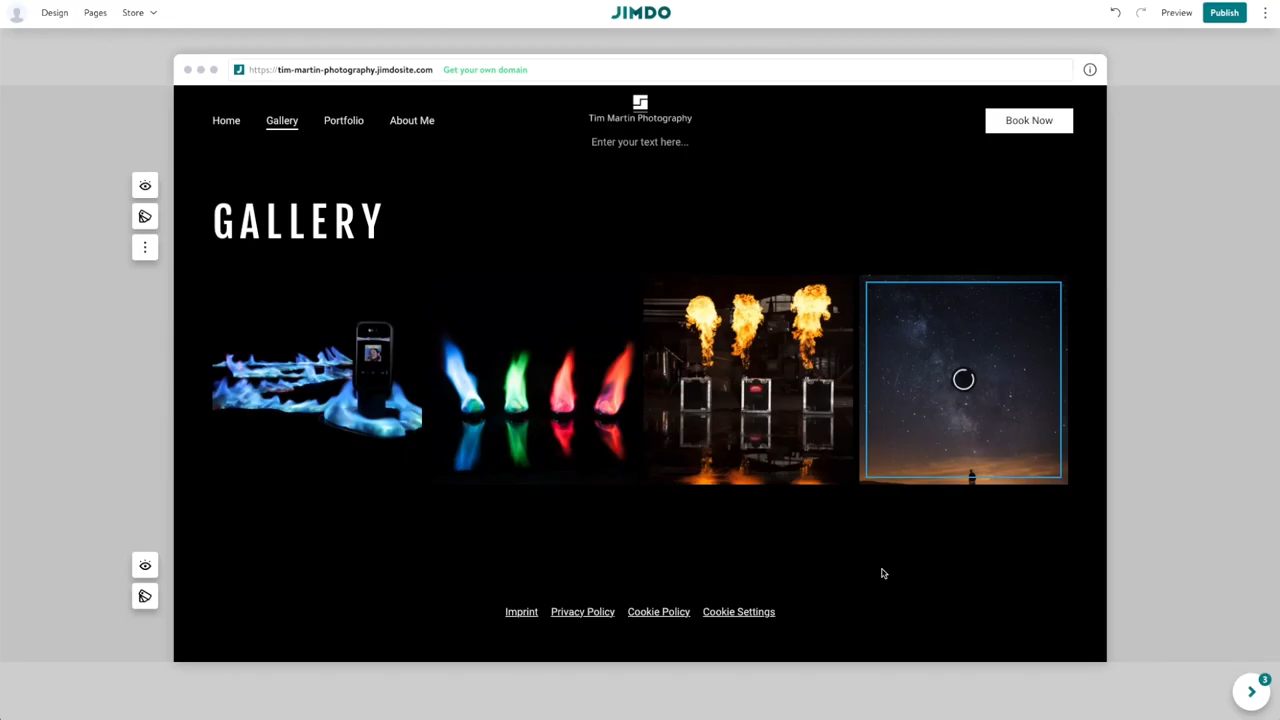 Design Pages Store JIMDO Preview Publish
https://tim-martin-photography.jimdosite.com Get your own domain
Home Gallery Portfolio About Me Tim Martin Photography Book Now
Enter your text here...
GALLERY
Imprint Privacy Policy Cookie Policy Cookie Settings
3